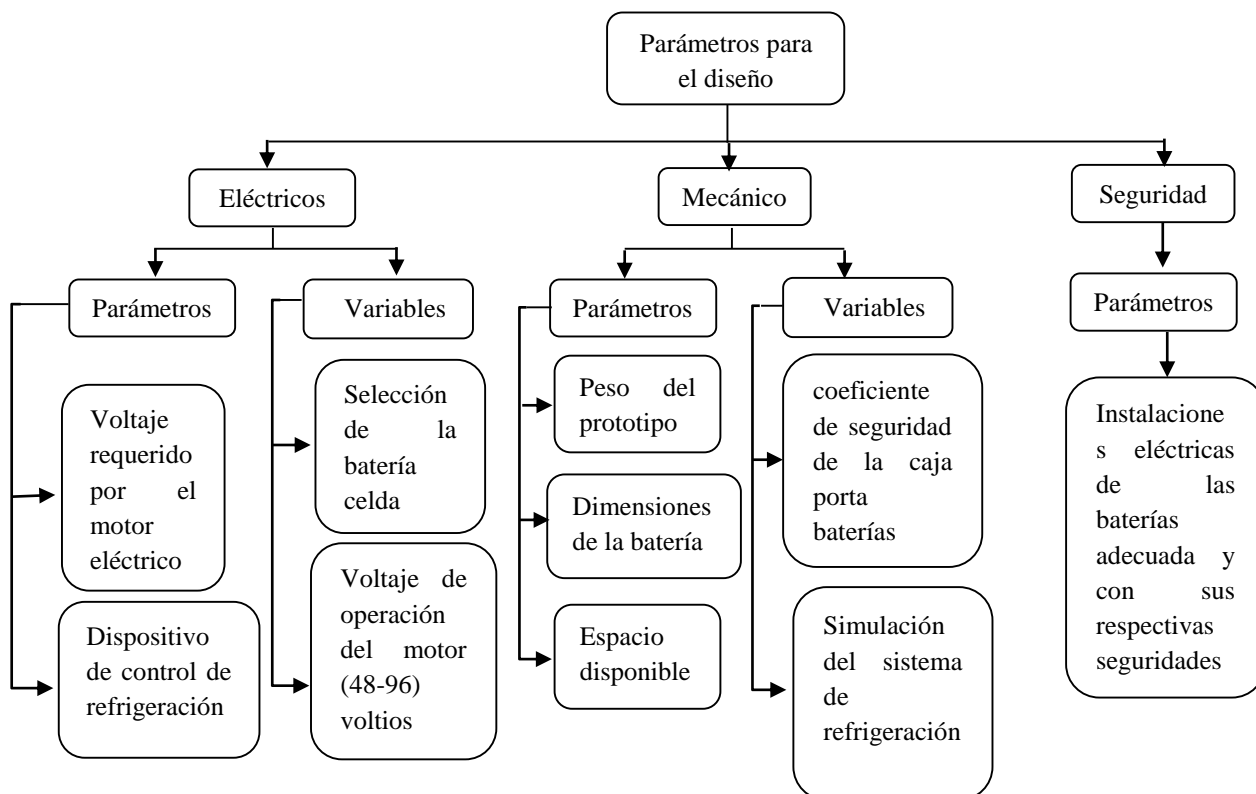 Parámetros para
el diseño
Eléctricos
Mecánico
Seguridad
Parámetros
Variables
Parámetros
Variables
Parámetros
Voltaje
requerido
por el
motor
eléctrico
Dispositivo
de control de
refrigeración
Selección
de la
batería
celda
Voltaje de
operación
del motor
(48-96)
voltios
Peso del
prototipo
Dimensiones
de la batería
Espacio
disponible
coeficiente
de seguridad
de la caja
porta
baterías
Simulación
del sistema
de
refrigeración
Instalacione
s eléctricas
de las
baterías
adecuada y
con sus
respectivas
seguridades